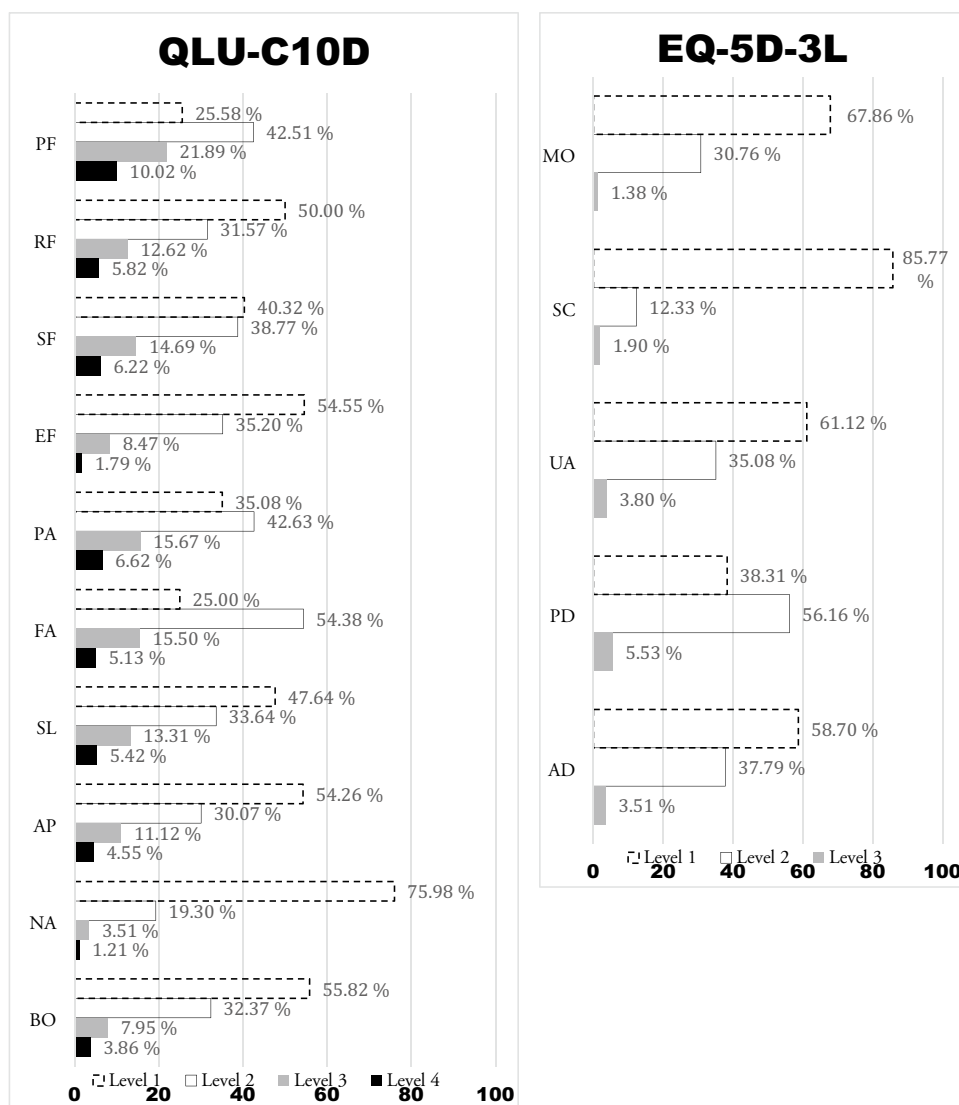 QLU-C10D
PF
25.58 %
42.51 %
21.89 %
10.02 %
RF
50.00 %
31.57 %
12.62 %
5.82 %
SF
40.32 %
38.77 %
14.69 %
6.22 %
EF
54.55 %
35.20 %
8.47 %
1.79 %
PA
35.08 %
42.63 %
15.67 %
6.62 %
FA
25.00 %
54.38 %
15.50 %
5.13 %
SL
47.64 %
33.64 %
13.31 %
5.42 %
AP
54.26 %
30.07 %
11.12 %
4.55 %
NA
75.98 %
19.30 %
3.51 %
1.21 %
BO
55.82 %
32.37 %
7.95 %
3.86 %
Level 1 Level 2 Level 3 Level 4
0 20 40 60 80 100
EQ-5D-3L
MO
67.86 %
30.76 %
1.38 %
SC
85.77
%
12.33 %
1.90 %
UA
61.12 %
35.08 %
3.80 %
PD
38.31 %
56.16 %
5.53 %
AD
58.70 %
37.79 %
3.51 %
Level 1 Level 2 Level 3
0 20 40 60 80 100